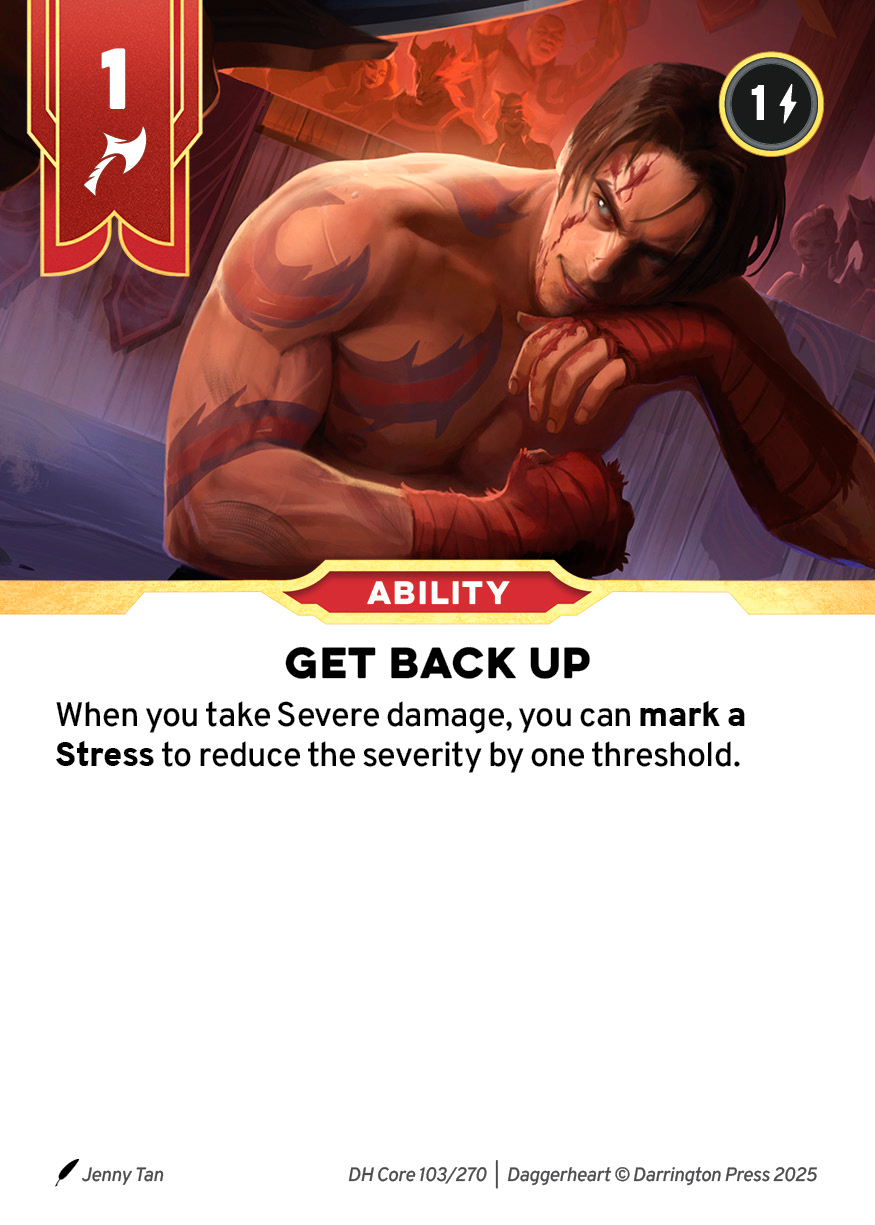 1
1
ABILITY
GET BACK UP
When you take Severe damage, you can mark a
Stress to reduce the severity by one threshold.
Jenny Tan
DH Core 103/270 | Daggerheart © Darrington Press 2025